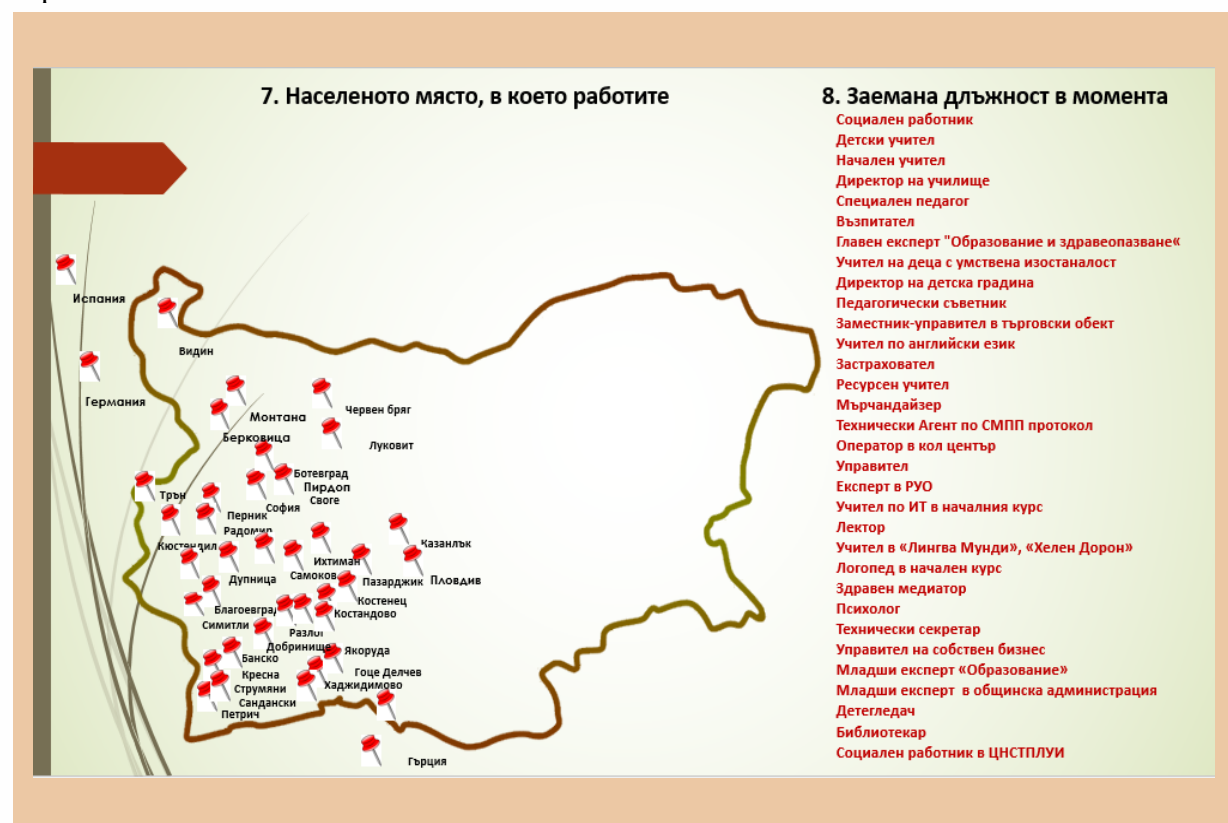 7. Населеното място, в което работите
Испания
Видин
Германия
Монтана
Червен бряг
Берковица
Луковит
Ботевград
Пирдоп
Своге
Трън
София
Перник
Радомир
Кюстендил
Казанлък
Ихтиман
Дупница
Самоков
Пазарджик
Пловдив
Костенец
Благоевград
Костандово
Симитли
Разлог
Добринище
Якоруда
Банско
Гоце Делчев
Кресна
Хаджидимово
Струмяни
Сандански
Петрич
Гърция
8. Заемана длъжност в момента
Социален работник
Детски учител
Начален учител
Директор на училище
Специален педагог
Възпитател
Главен експерт "Образование и здравеопазване«
Учител на деца с умствена изостаналост
Директор на детска градина
Педагогически съветник
Заместник-управител в търговски обект
Учител по английски език
Застраховател
Ресурсен учител
Мърчандайзер
Технически Агент по СМПП протокол
Оператор в кол център
Управител
Експерт в РУО
Учител по ИТ в началния курс
Лектор
Учител в «Лингва Мунди», «Хелен Дорон»
Логопед в начален курс
Здравен медиатор
Психолог
Технически секретар
Управител на собствен бизнес
Младши експерт «Образование»
Младши експерт в общинска администрация
Детегледач
Библиотекар
Социален работник в ЦНСТПЛУИ